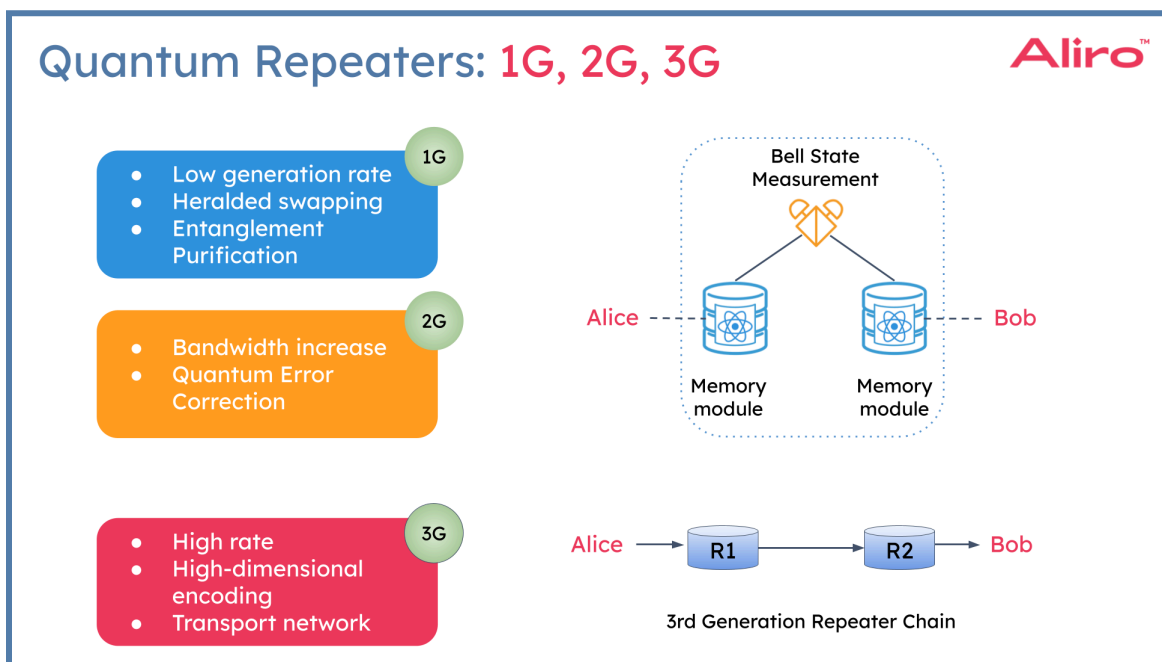 Quantum Repeaters: 1G, 2G, 3G
Aliro™
1G
● Low generation rate
● Heralded swapping
● Entanglement
Purification
2G
● Bandwidth increase
● Quantum Error
Correction
3G
● High rate
● High-dimensional
encoding
● Transport network
Bell State
Measurement
Alice
Bob
Memory
module
Memory
module
Alice
R1
R2
Bob
3rd Generation Repeater Chain